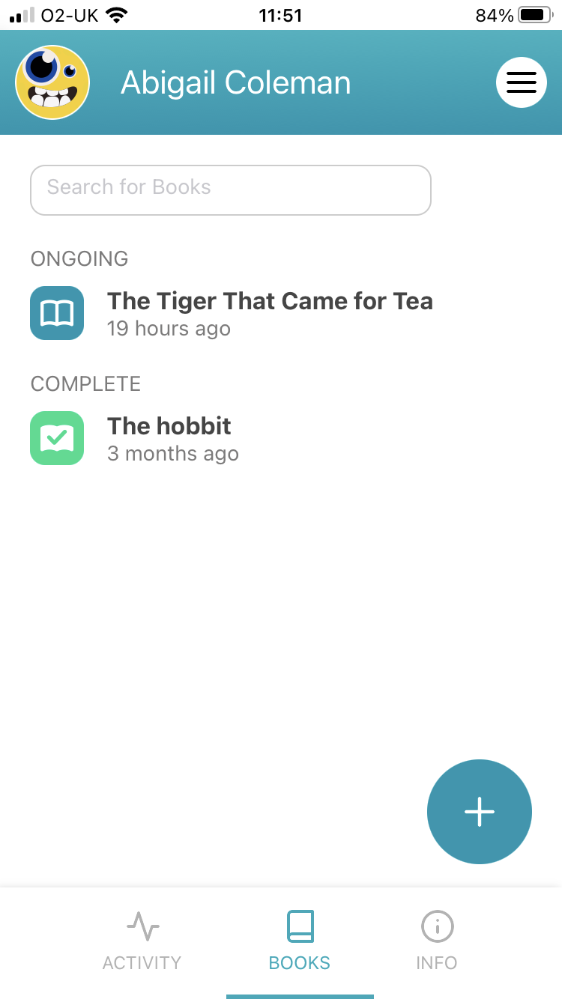 O2-UK 11:51 84%
Abigail Coleman
Search for Books
ONGOING
The Tiger That Came for Tea
19 hours ago
COMPLETE
The hobbit
3 months ago
ACTIVITY BOOKS INFO